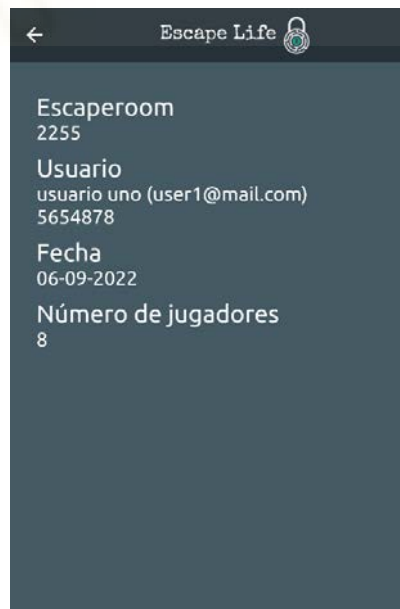 Escape Life
Escaperoom
2255
Usuario
usuario uno (user1@mail.com)
5654878
Fecha
06-09-2022
Número de jugadores
8